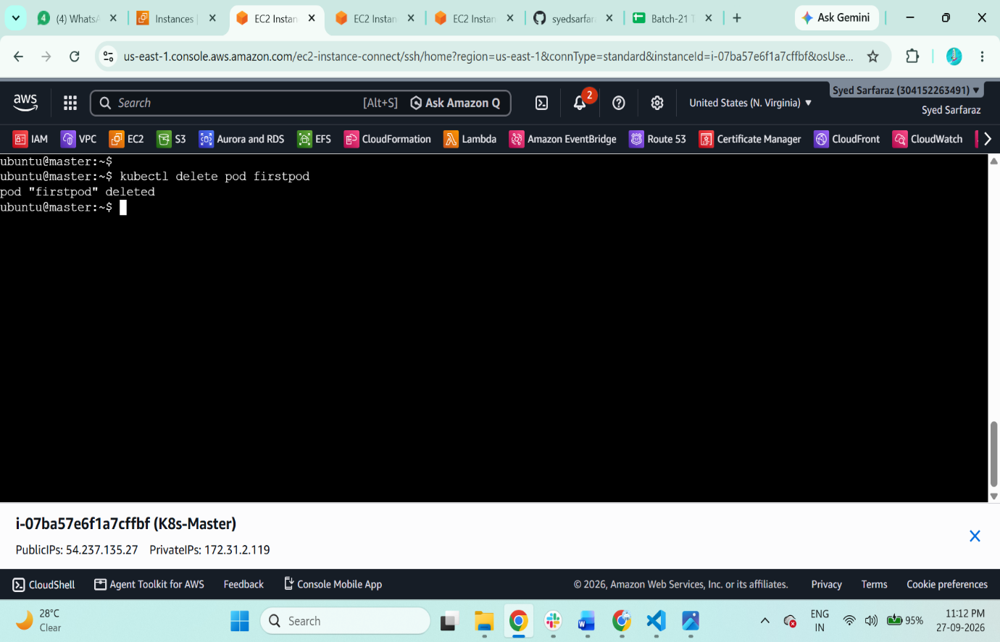 (4) WhatsA
Instances |
EC2 Instan
EC2 Instan
EC2 Instan
syedsarfara
Batch-21 T
Ask Gemini
us-east-1.console.aws.amazon.com/ec2-instance-connect/ssh/home?region=us-east-1&connType=standard&instanceId=i-07ba57e6f1a7cffbf&osUse...
aws
Search
[Alt+S]
Ask Amazon Q
2
United States (N. Virginia)
Syed Sarfaraz (304152263491)
Syed Sarfaraz
IAM VPC EC2 S3 Aurora and RDS EFS CloudFormation Lambda Amazon EventBridge Route 53 Certificate Manager CloudFront CloudWatch
ubuntu@master:~$
ubuntu@master:~$ kubectl delete pod firstpod
pod "firstpod" deleted
ubuntu@master:~$
i-07ba57e6f1a7cffbf (K8s-Master)
PublicIPs: 54.237.135.27 PrivateIPs: 172.31.2.119
CloudShell Agent Toolkit for AWS Feedback Console Mobile App © 2026, Amazon Web Services, Inc. or its affiliates. Privacy Terms Cookie preferences
28°C
Clear
Search
ENG
IN
95%
11:12 PM
27-09-2026